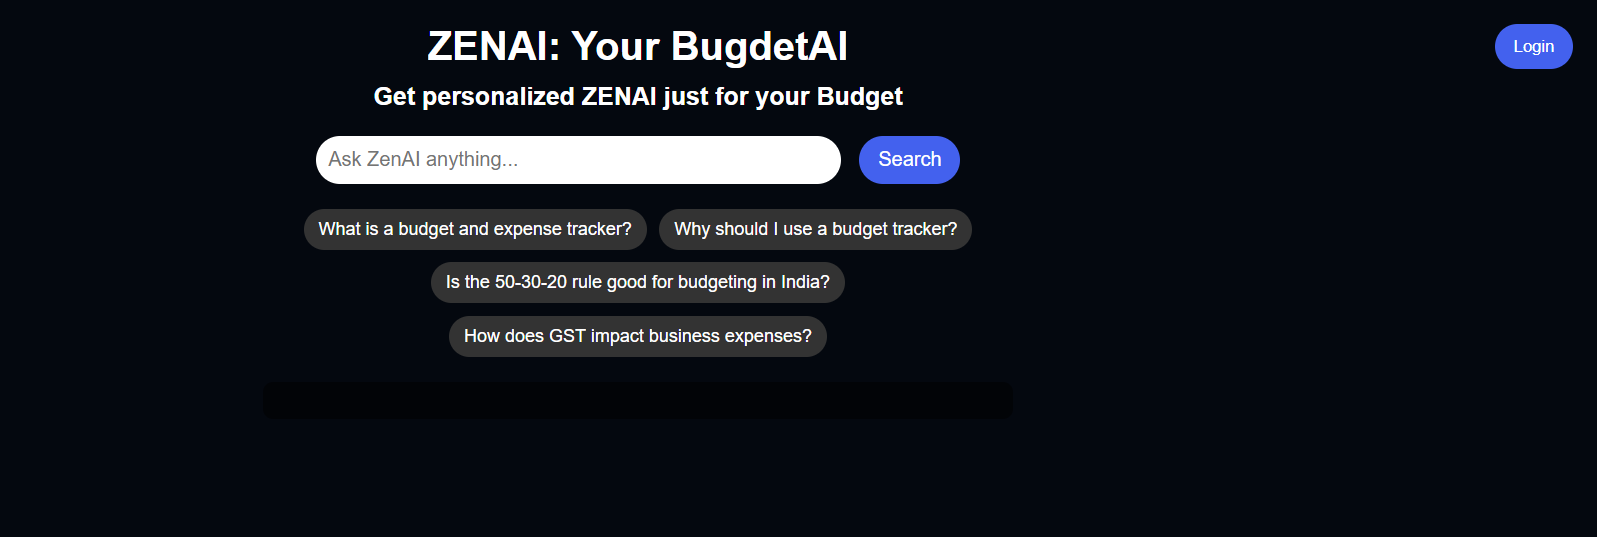 ZENAI: Your BugdetAI
Login
Get personalized ZENAI just for your Budget
Ask ZenAI anything...
Search
What is a budget and expense tracker?
Why should I use a budget tracker?
Is the 50-30-20 rule good for budgeting in India?
How does GST impact business expenses?